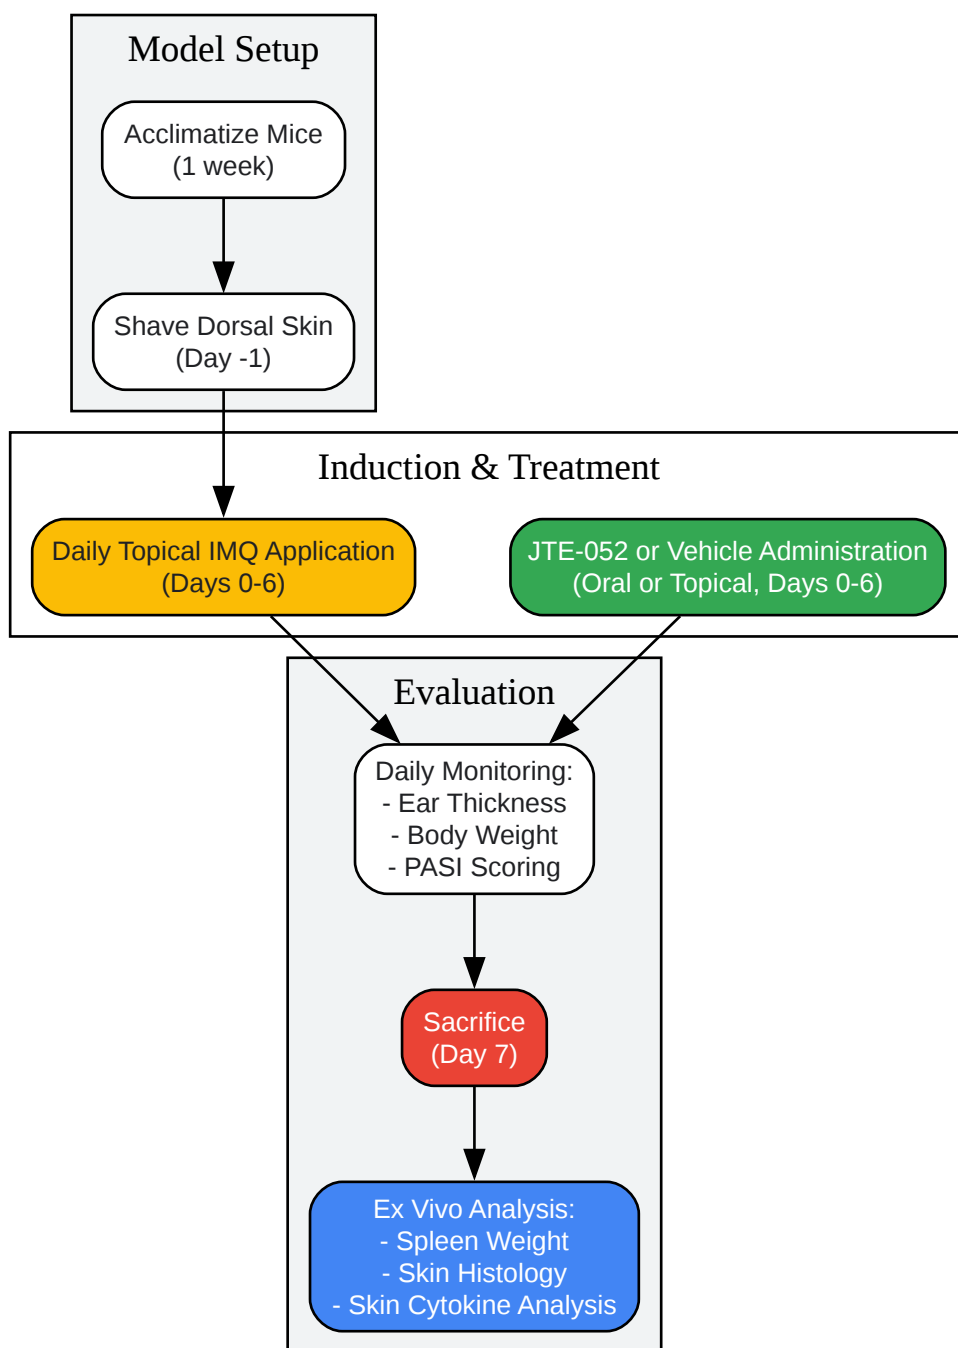 Model Setup
Acclimatize Mice
(1 week)
Shave Dorsal Skin
(Day -1)
Induction & Treatment
Daily Topical IMQ Application
(Days 0-6)
JTE-052 or Vehicle Administration
(Oral or Topical, Days 0-6)
Evaluation
Daily Monitoring:
- Ear Thickness
- Body Weight
- PASI Scoring
Sacrifice
(Day 7)
Ex Vivo Analysis:
- Spleen Weight
- Skin Histology
- Skin Cytokine Analysis